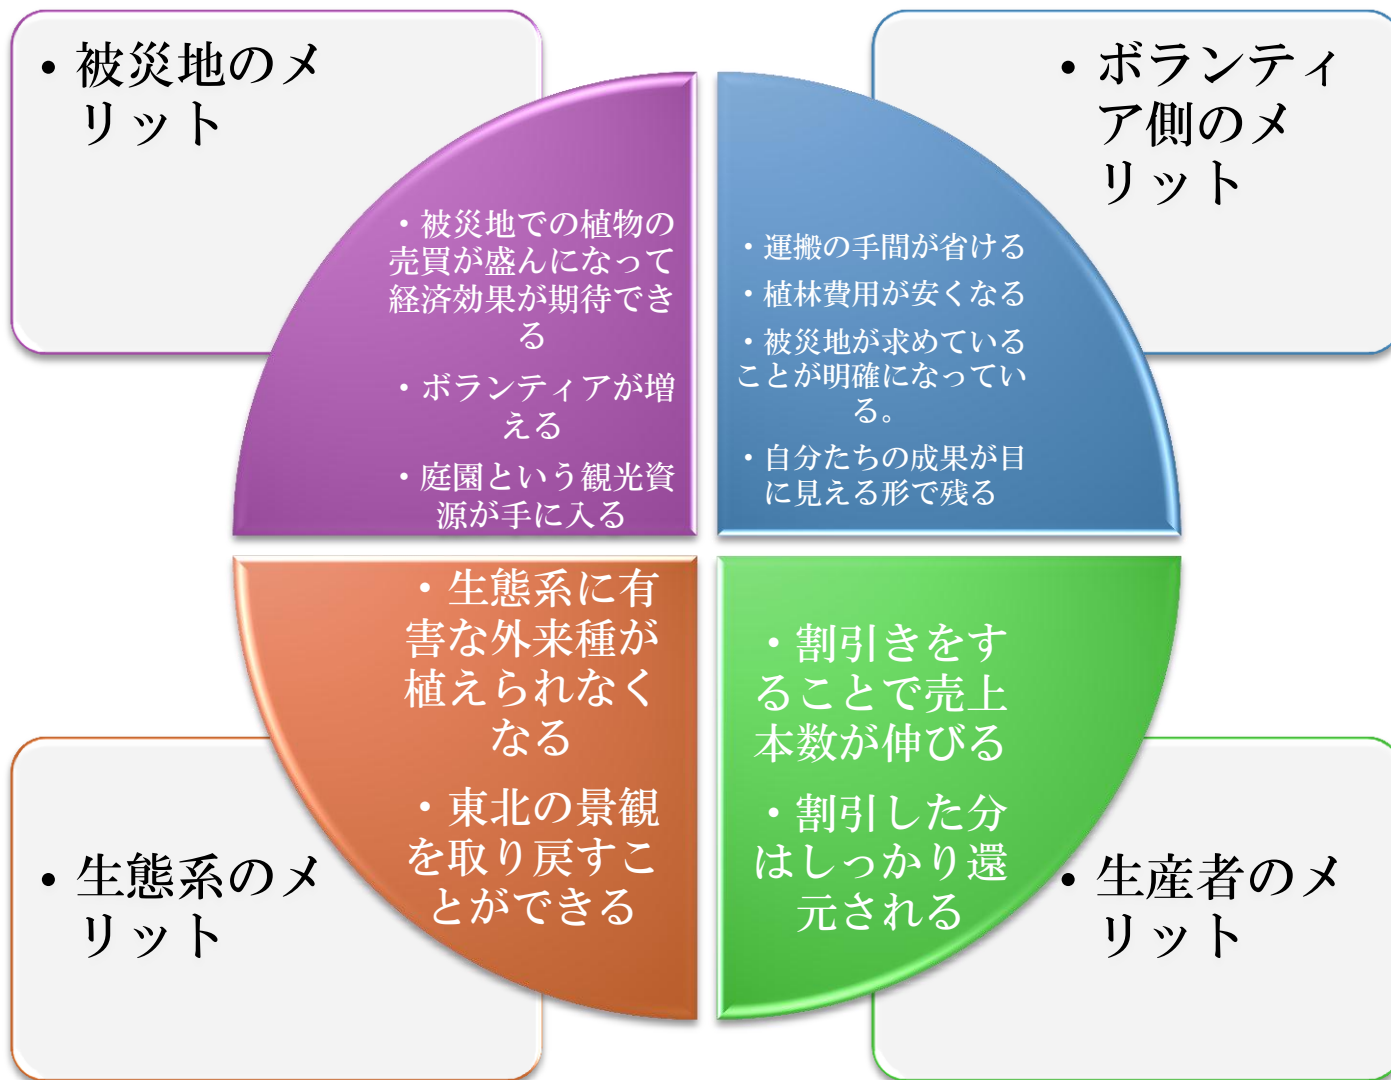 • 被災地のメ
リット
・被災地での植物の
売買が盛んになって
経済効果が期待でき
る
・ボランティアが増
える
・庭園という観光資
源が手に入る
• ボランティ
ア側のメ
リット
・運搬の手間が省ける
・植林費用が安くなる
・被災地が求めている
ことが明確になってい
る。
・自分たちの成果が目
に見える形で残る
・生態系に有
害な外来種が
植えられなく
なる
・東北の景観
を取り戻すこ
とができる
• 生態系のメ
リット
・割引きをす
ることで売上
本数が伸びる
・割引した分
はしっかり還
元される
• 生産者のメ
リット